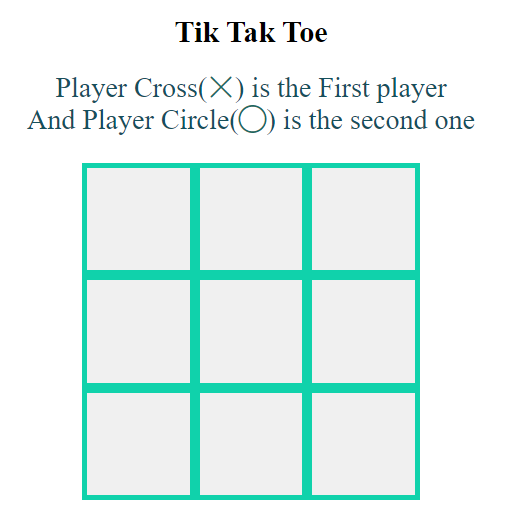 Tik Tak Toe
Player Cross(╳) is the First player
And Player Circle(◯) is the second one